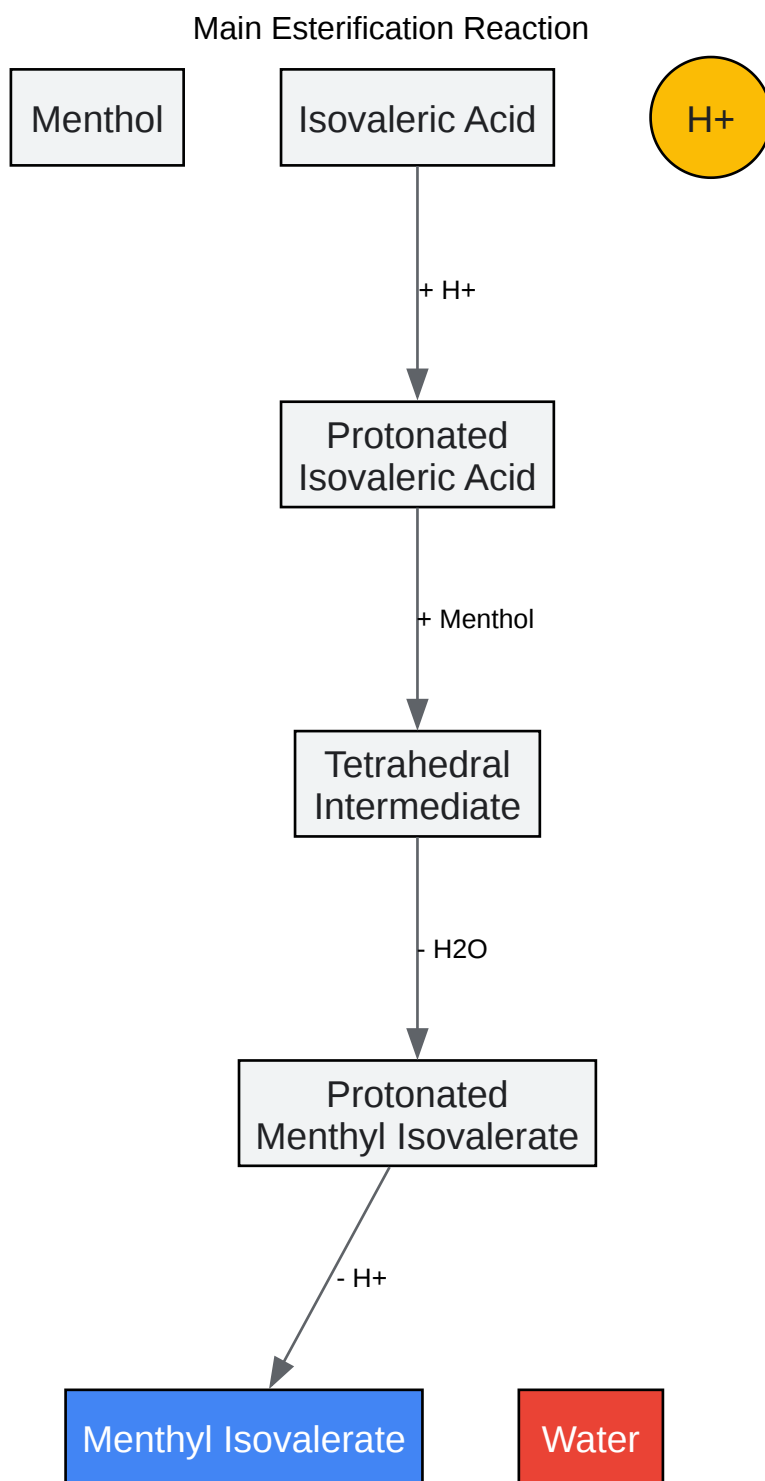 Main Esterification Reaction
Menthol
Isovaleric Acid
H+
+ H+
Protonated
Isovaleric Acid
+ Menthol
Tetrahedral
Intermediate
- H2O
Protonated
Menthyl Isovalerate
- H+
Menthyl Isovalerate
Water